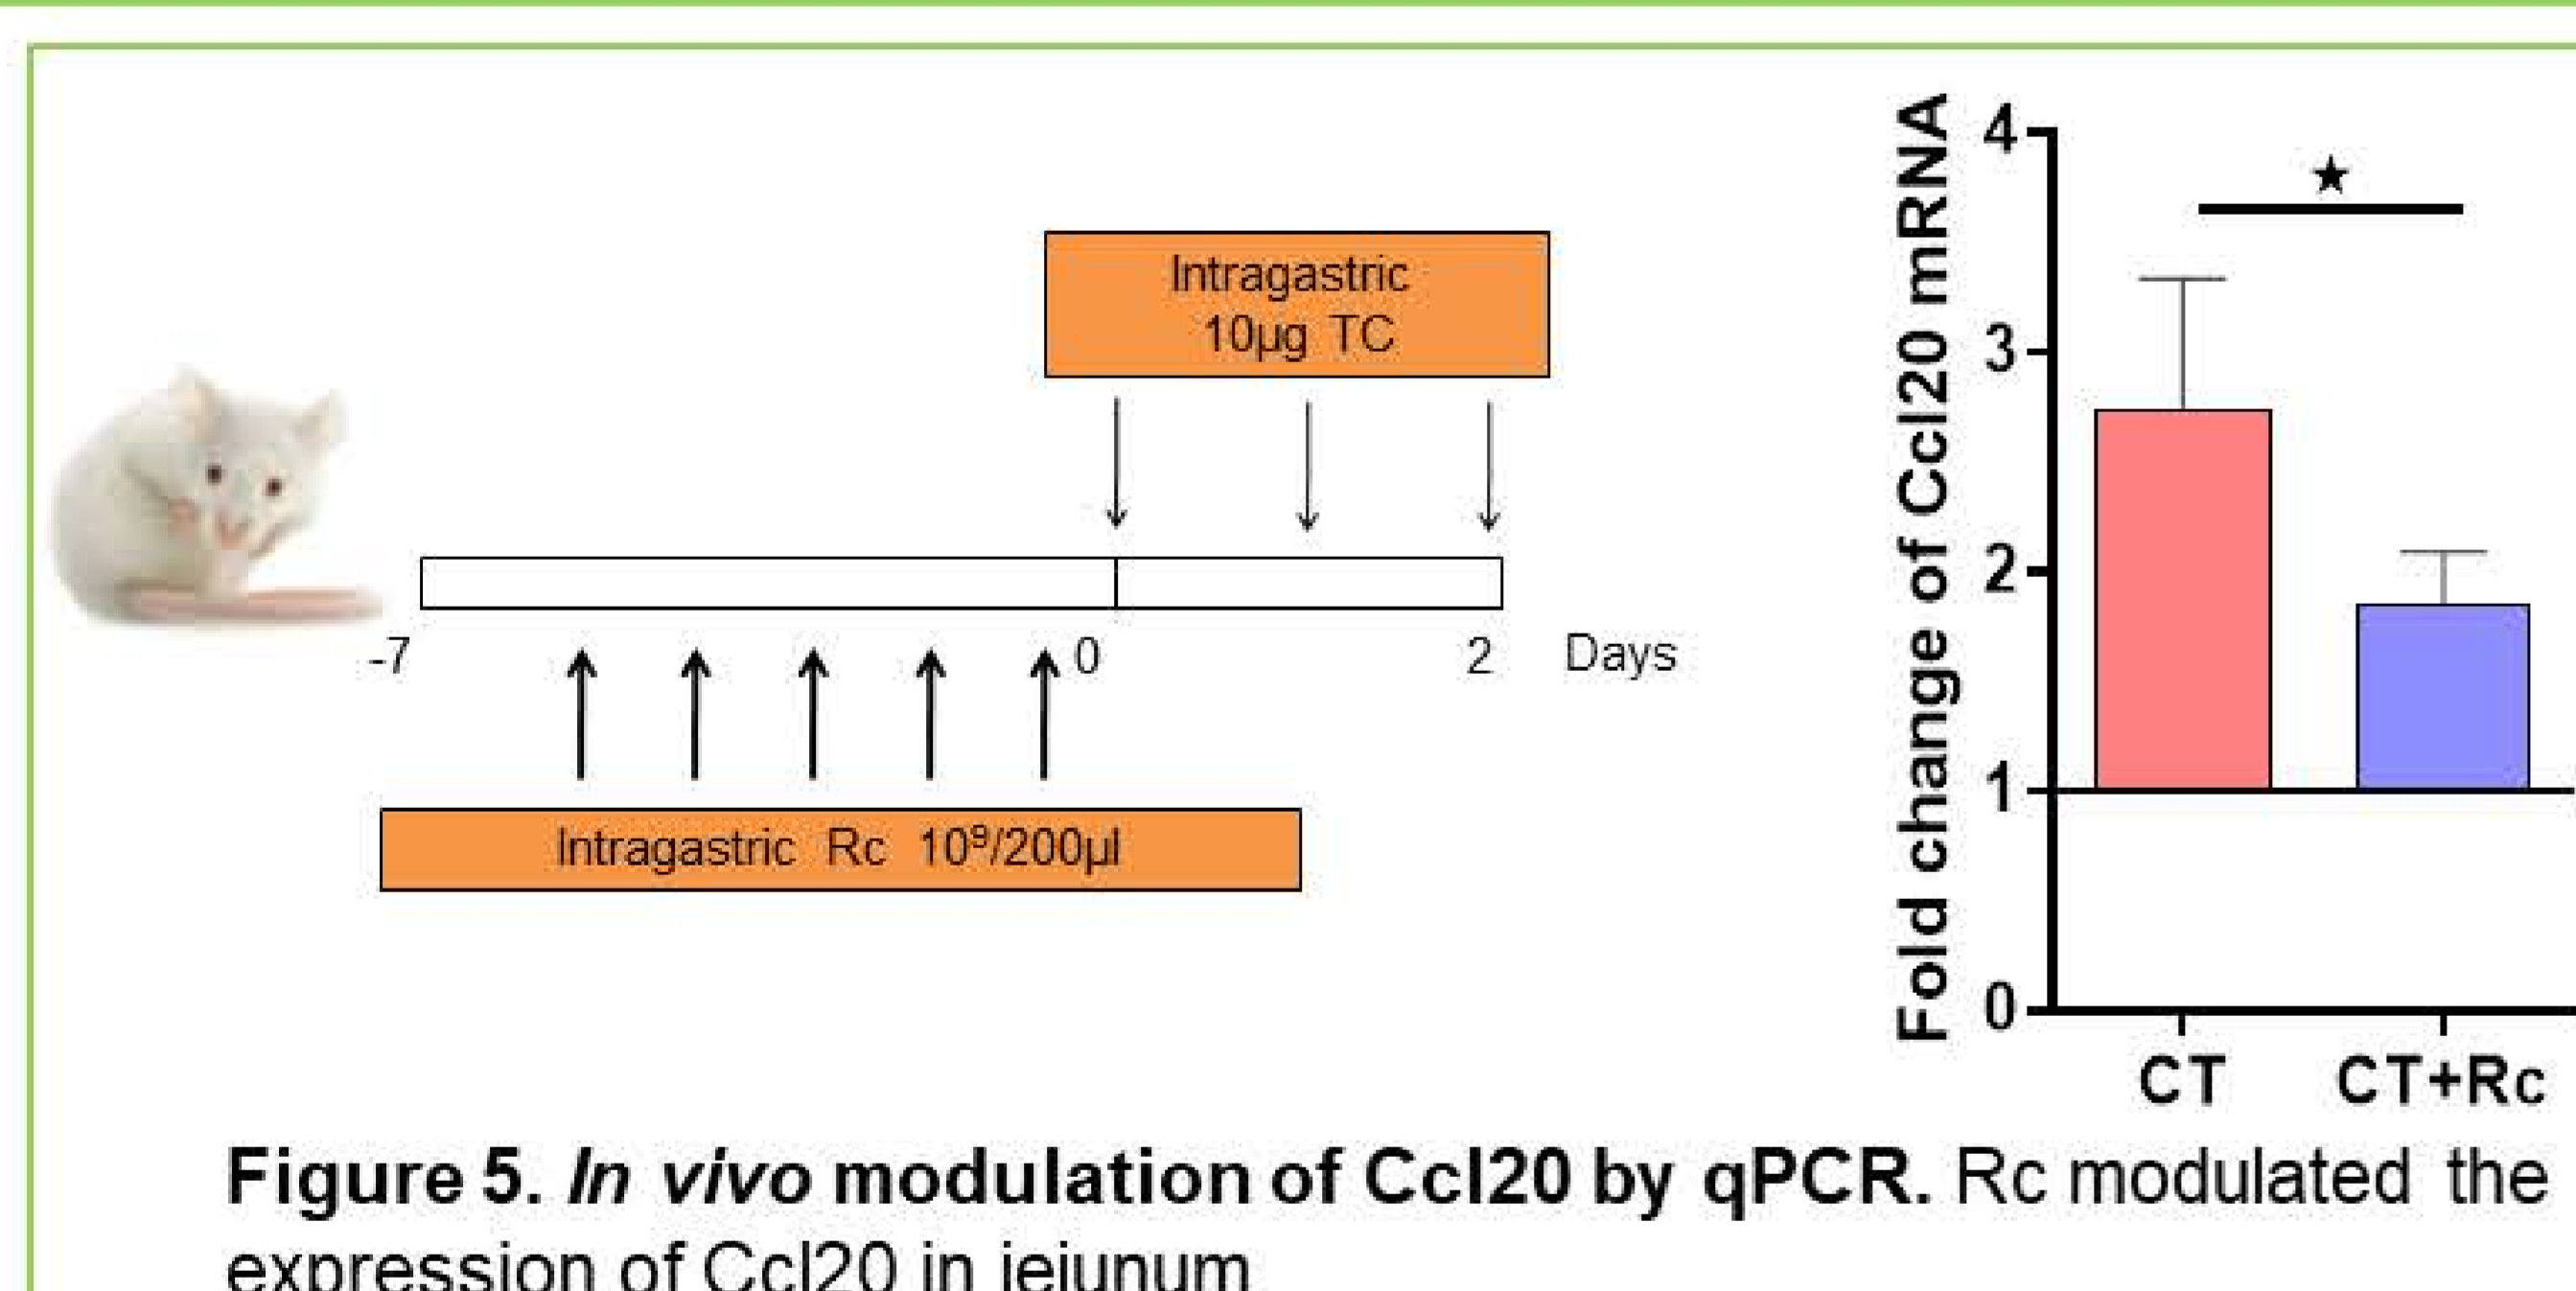 Intragastric
10µg TC
-7
0
2
Days
Intragastric Rc 10⁹/200µl
Fold change of Ccl20 mRNA
4
3
2
1
0
★
CT
CT+Rc
Figure 5. In vivo modulation of Ccl20 by qPCR. Rc modulated the
expression of Ccl20 in jejunum